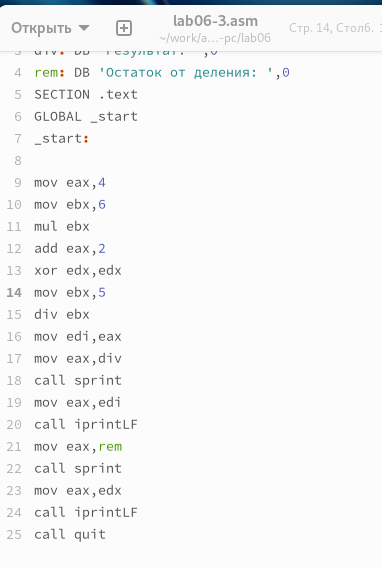 Открыть
lab06-3.asm
~/work/a...-pc/lab06
Стр. 14, Столб.
3 div: DB 'Результат: ',0
4 rem: DB 'Остаток от деления: ',0
5 SECTION .text
6 GLOBAL _start
7 _start:
8
9 mov eax,4
10 mov ebx,6
11 mul ebx
12 add eax,2
13 xor edx,edx
14 mov ebx,5
15 div ebx
16 mov edi,eax
17 mov eax,div
18 call sprint
19 mov eax,edi
20 call iprintLF
21 mov eax,rem
22 call sprint
23 mov eax,edx
24 call iprintLF
25 call quit